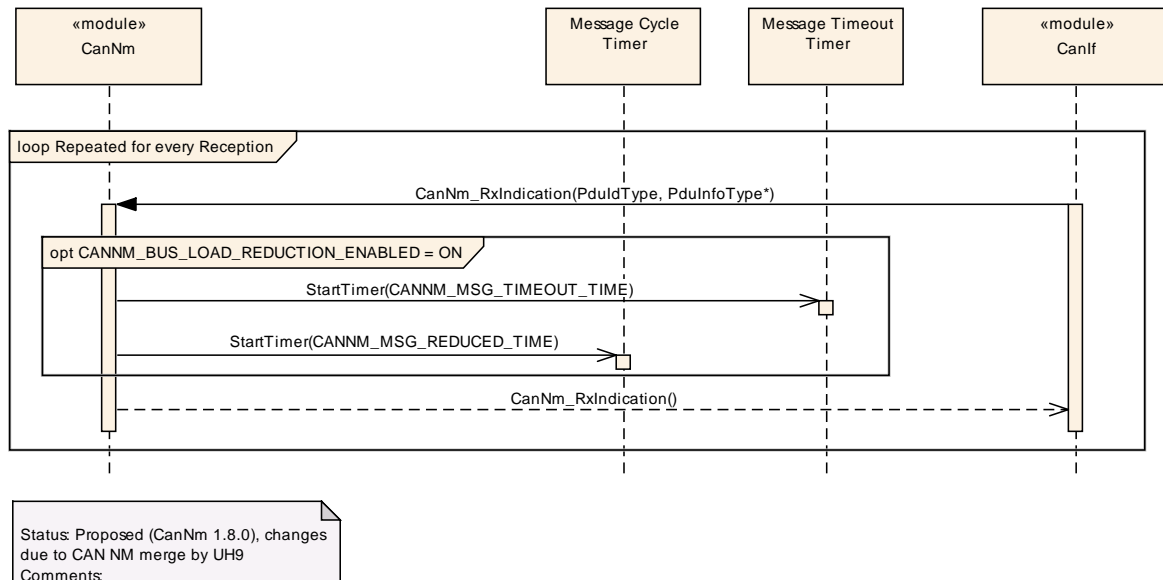 «module»
CanNm
Message Cycle
Timer
Message Timeout
Timer
«module»
CanIf
loop Repeated for every Reception
CanNm_RxIndication(PduIdType, PduInfoType*)
opt CANNM_BUS_LOAD_REDUCTION_ENABLED = ON
StartTimer(CANNM_MSG_TIMEOUT_TIME)
StartTimer(CANNM_MSG_REDUCED_TIME)
CanNm_RxIndication()
Status: Proposed (CanNm 1.8.0), changes
due to CAN NM merge by UH9
Comments: